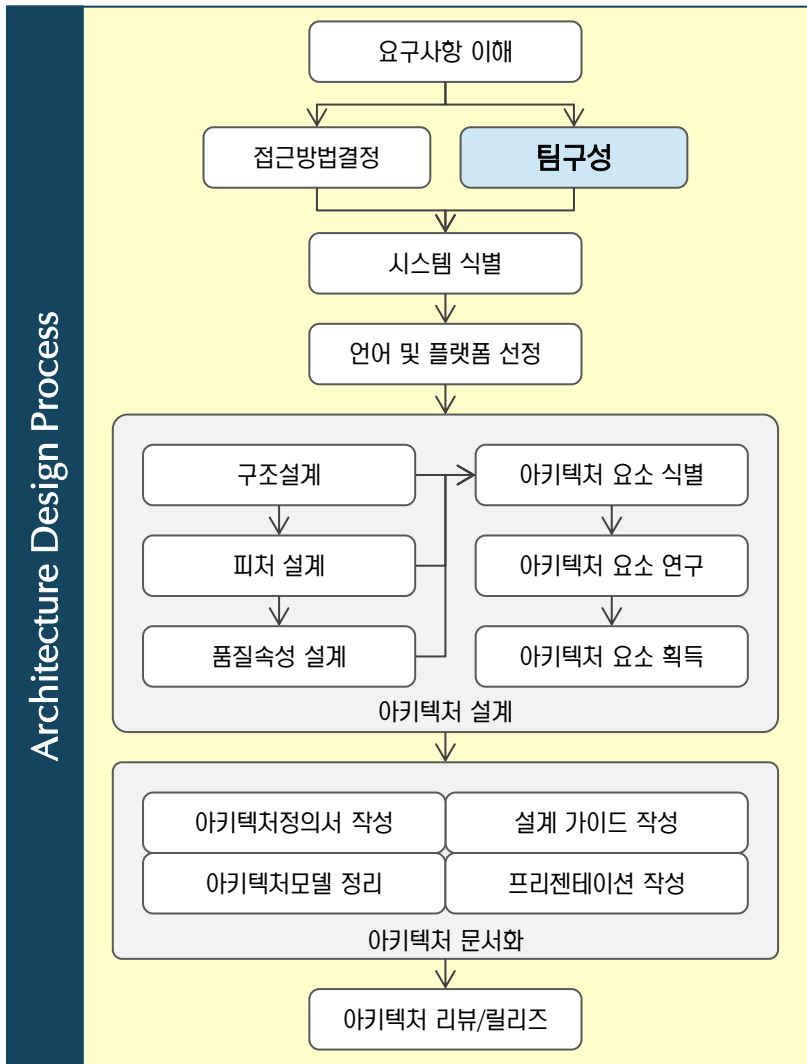 Architecture Design Process
요구사항 이해
접근방법결정
팀구성
시스템 식별
언어 및 플랫폼 선정
구조설계
아키텍처 요소 식별
피처 설계
아키텍처 요소 연구
품질속성 설계
아키텍처 요소 획득
아키텍처 설계
아키텍처정의서 작성
설계 가이드 작성
아키텍처모델 정리
프리젠테이션 작성
아키텍처 문서화
아키텍처 리뷰/릴리즈